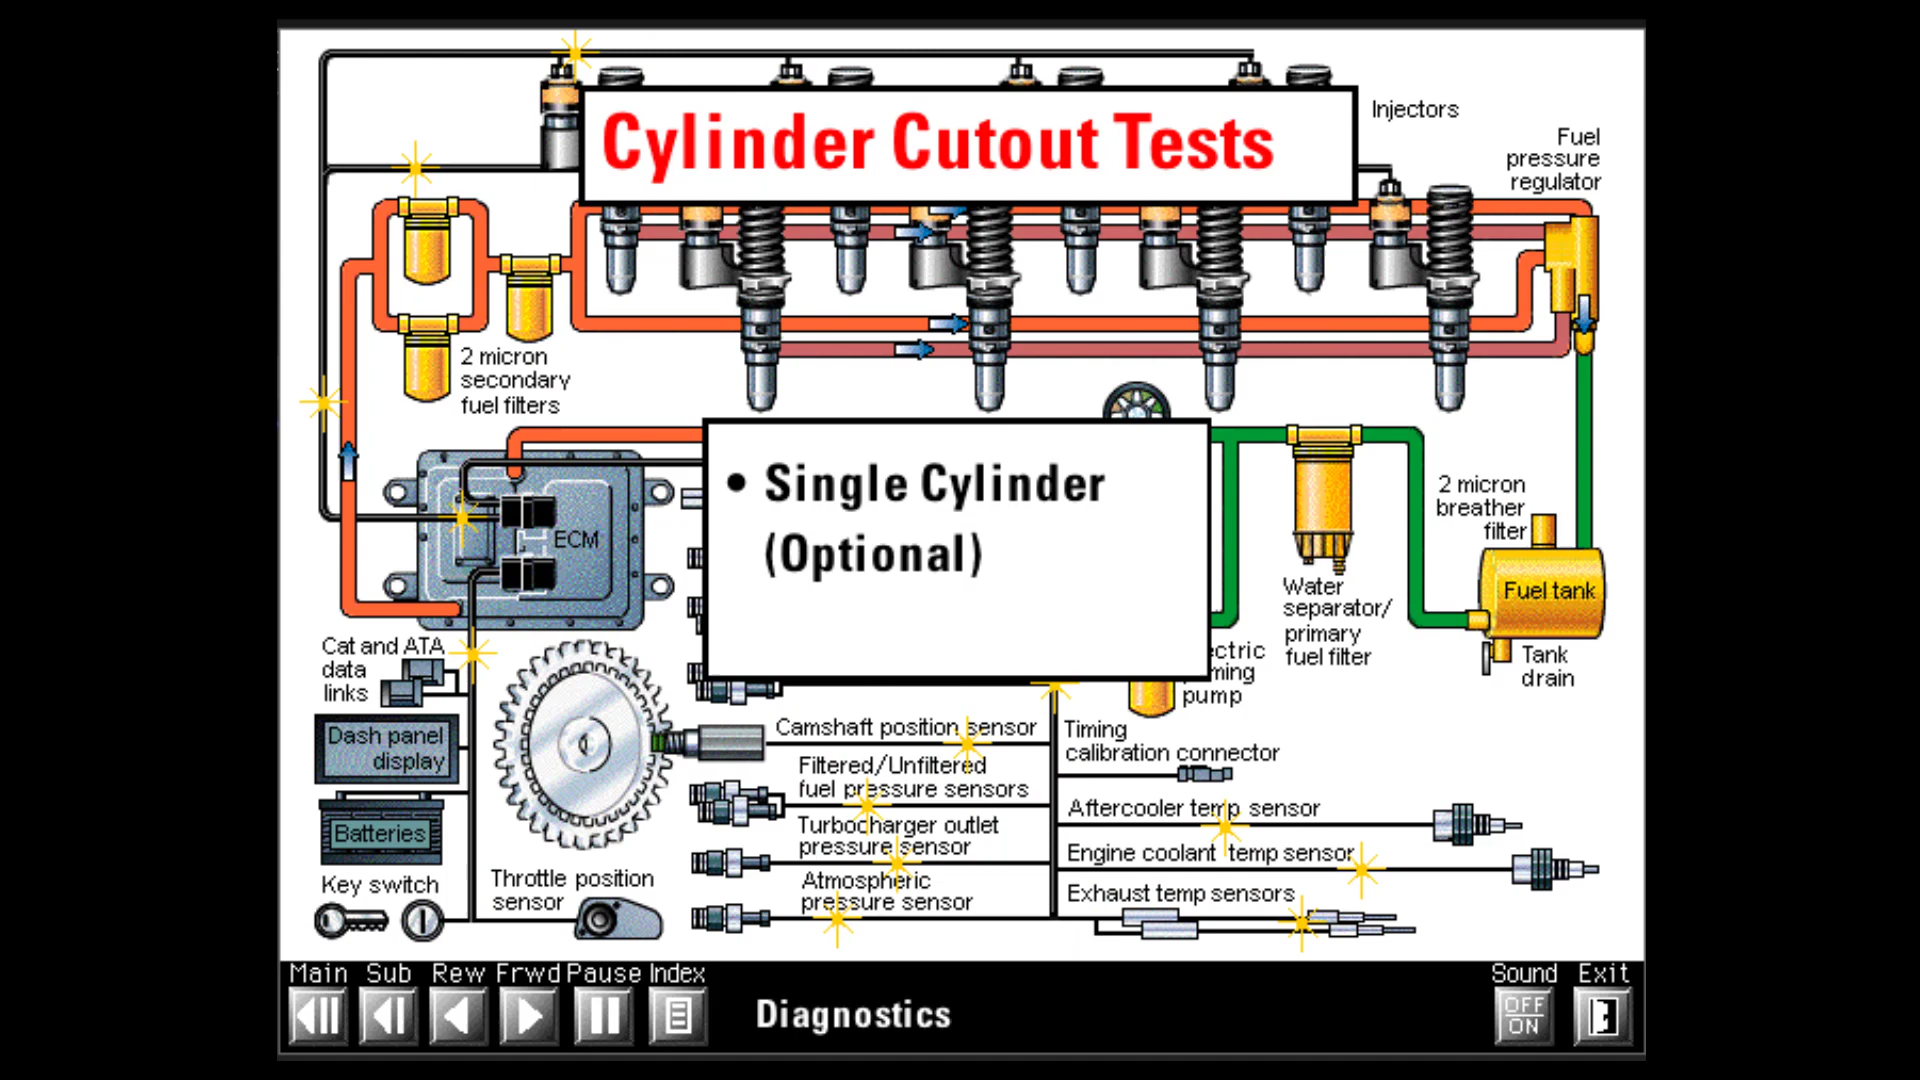 Cylinder Cutout Tests
Injectors
Fuel
pressure
regulator
2 micron
secondary
fuel filters
• Single Cylinder
(Optional)
2 micron
breather
filter
ECM
Fuel tank
Water
separator/
primary
fuel filter
Tank
drain
pump
Cat and ATA
data
links
Dash panel
display
Batteries
Key switch
Throttle position
sensor
Camshaft position sensor
Filtered/Unfiltered
fuel pressure sensors
Turbocharger outlet
pressure sensor
Atmospheric
pressure sensor
Timing
calibration connector
Aftercooler temp sensor
Engine coolant temp sensor
Exhaust temp sensors
Main Sub Rew Frwd Pause Index
Diagnostics
Sound Exit
OFF
ON